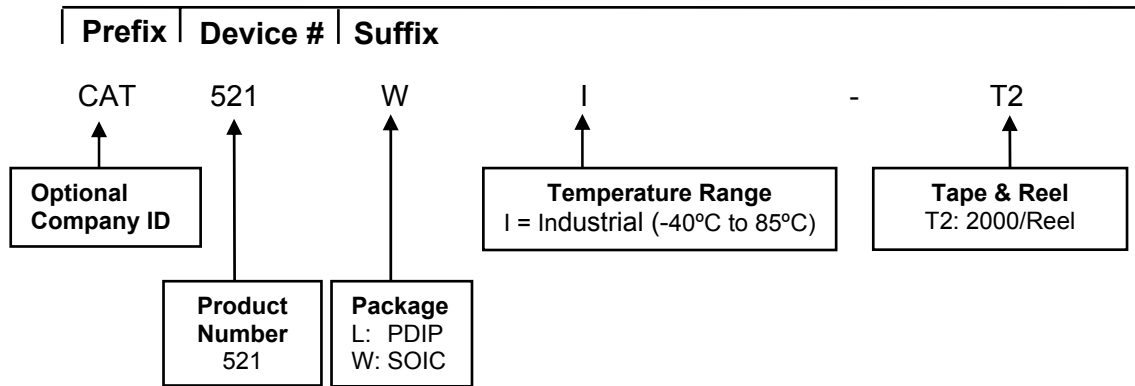 Prefix Device # Suffix
CAT 521 W I - T2
Optional
Company ID
Temperature Range
I = Industrial (-40ºC to 85ºC)
Tape & Reel
T2: 2000/Reel
Product
Number
521
Package
L: PDIP
W: SOIC